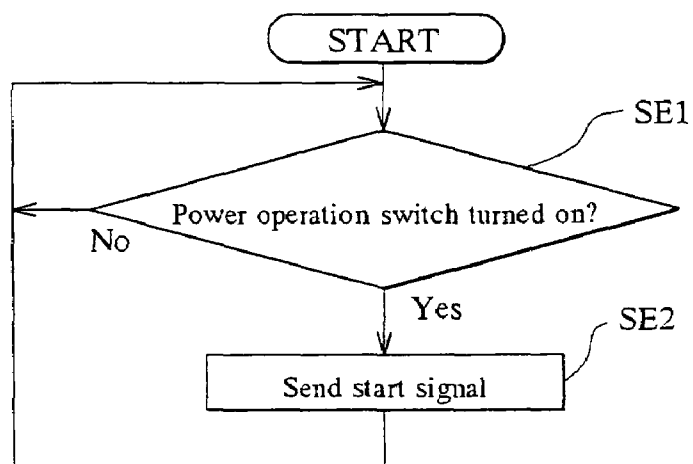 START
SE1
Power operation switch turned on?
No
Yes
SE2
Send start signal